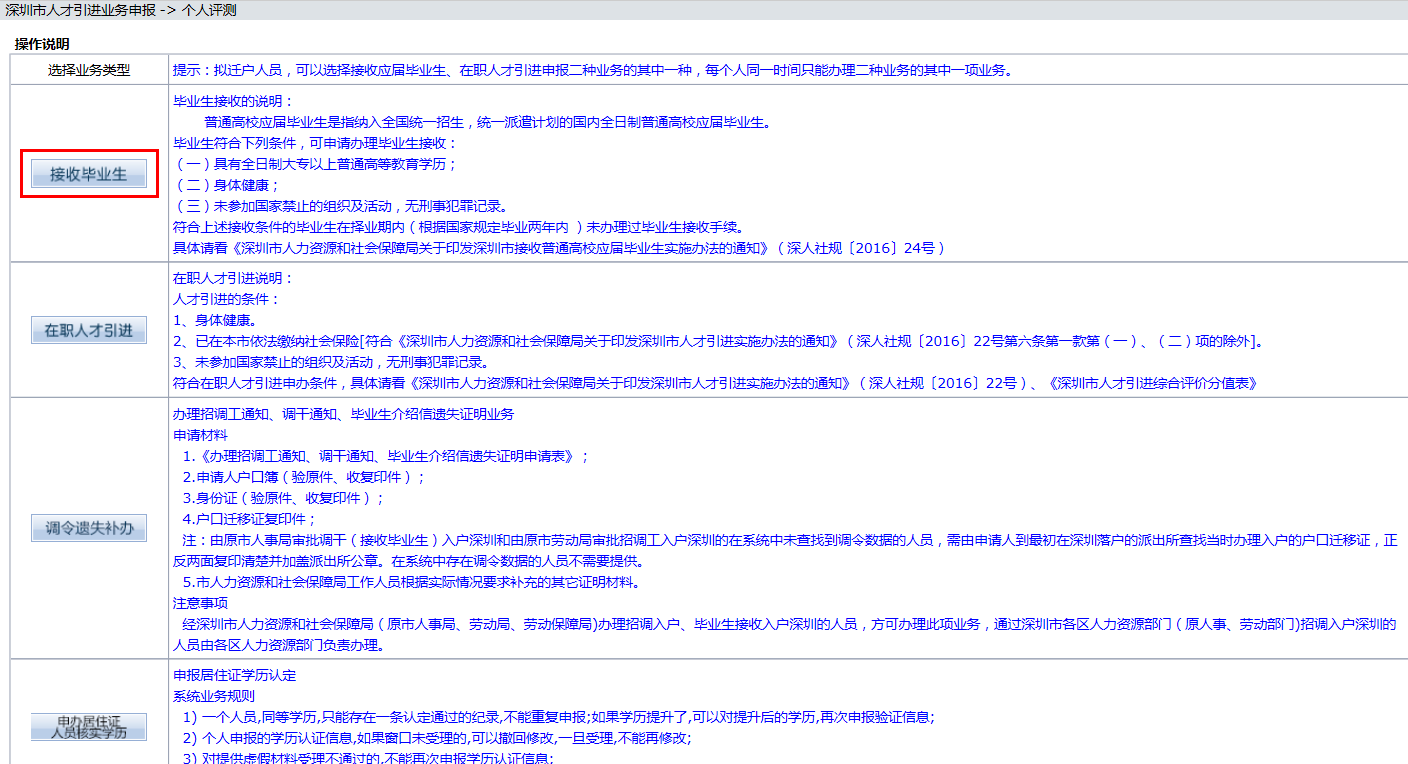 深圳市人才引进业务申报 -> 个人评测
操作说明
选择业务类型
提示：拟迁户人员，可以选择接收应届毕业生、在职人才引进申报二种业务的其中一种，每个人同一时间只能办理二种业务的其中一项业务。
接收毕业生
毕业生接收的说明：
普通高校应届毕业生是指纳入全国统一招生，统一派遣计划的国内全日制普通高校应届毕业生。
毕业生符合下列条件，可申请办理毕业生接收：
（一）具有全日制大专以上普通高等教育学历；
（二）身体健康；
（三）未参加国家禁止的组织及活动，无刑事犯罪记录。
符合上述接收条件的毕业生在择业期内（根据国家规定毕业两年内 ）未办理过毕业生接收手续。
具体请看《深圳市人力资源和社会保障局关于印发深圳市接收普通高校应届毕业生实施办法的通知》（深人社规〔2016〕24号）
在职人才引进
在职人才引进说明：
人才引进的条件：
1、身体健康。
2、已在本市依法缴纳社会保险[符合《深圳市人力资源和社会保障局关于印发深圳市人才引进实施办法的通知》（深人社规〔2016〕22号第六条第一款第（一）、（二）项的除外]。
3、未参加国家禁止的组织及活动，无刑事犯罪记录。
符合在职人才引进申办条件，具体请看《深圳市人力资源和社会保障局关于印发深圳市人才引进实施办法的通知》（深人社规〔2016〕22号）、《深圳市人才引进综合评价分值表》
调令遗失补办
办理招调工通知、调干通知、毕业生介绍信遗失证明业务
申请材料
1.《办理招调工通知、调干通知、毕业生介绍信遗失证明申请表》；
2.申请人户口簿（验原件、收复印件）；
3.身份证（验原件、收复印件）；
4.户口迁移证复印件；
注：由原市人事局审批调干（接收毕业生）入户深圳和由原市劳动局审批招调工入户深圳的在系统中未查找到调令数据的人员，需由申请人到最初在深圳落户的派出所查找当时办理入户的户口迁移证，正
反两面复印清楚并加盖派出所公章。在系统中存在调令数据的人员不需要提供。
5.市人力资源和社会保障局工作人员根据实际情况要求补充的其它证明材料。
注意事项
经深圳市人力资源和社会保障局（原市人事局、劳动局、劳动保障局)办理招调入户、毕业生接收入户深圳的人员，方可办理此项业务，通过深圳市各区人力资源部门（原人事、劳动部门)招调入户深圳的
人员由各区人力资源部门负责办理。
申办居住证
人员核实学历
申报居住证学历认定
系统业务规则
1) 一个人员,同等学历,只能存在一条认定通过的纪录,不能重复申报;如果学历提升了,可以对提升后的学历,再次申报验证信息;
2) 个人申报的学历认证信息,如果窗口未受理的,可以撤回修改,一旦受理,不能再修改;
3) 对提供虚假材料受理不通过的,不能再次申报学历认证信息;